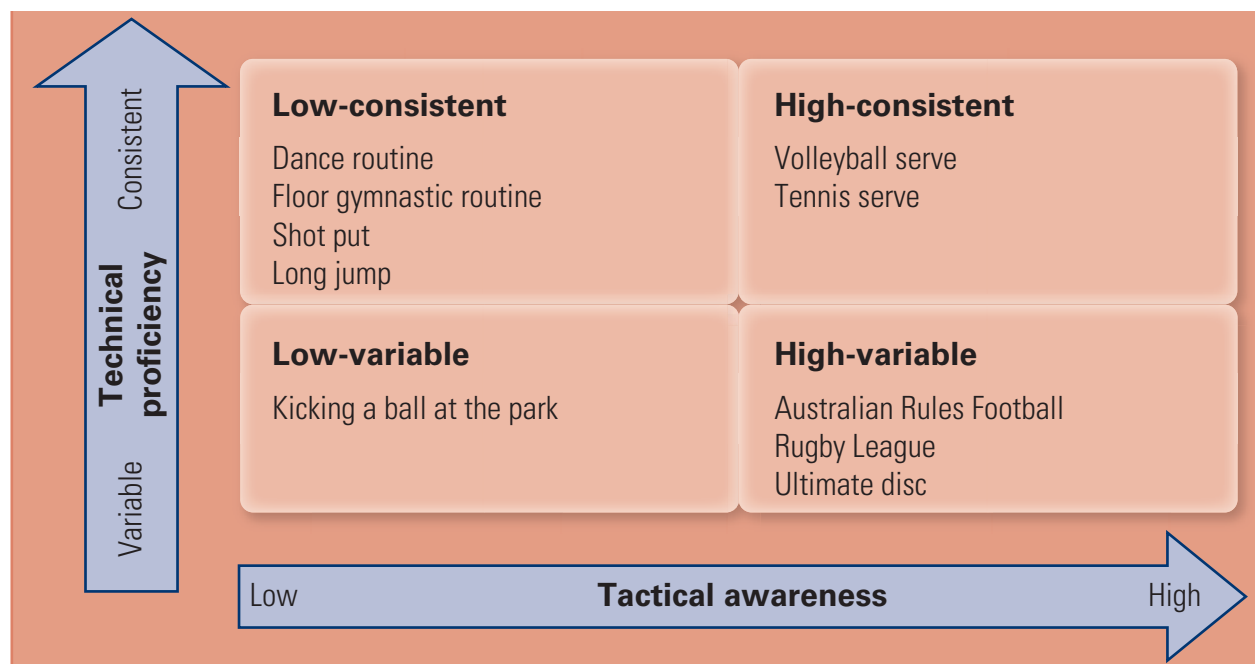 Consistent
Technical
proficiency
Variable
Low-consistent
Dance routine
Floor gymnastic routine
Shot put
Long jump
High-consistent
Volleyball serve
Tennis serve
Low-variable
Kicking a ball at the park
High-variable
Australian Rules Football
Rugby League
Ultimate disc
Low
Tactical awareness
High